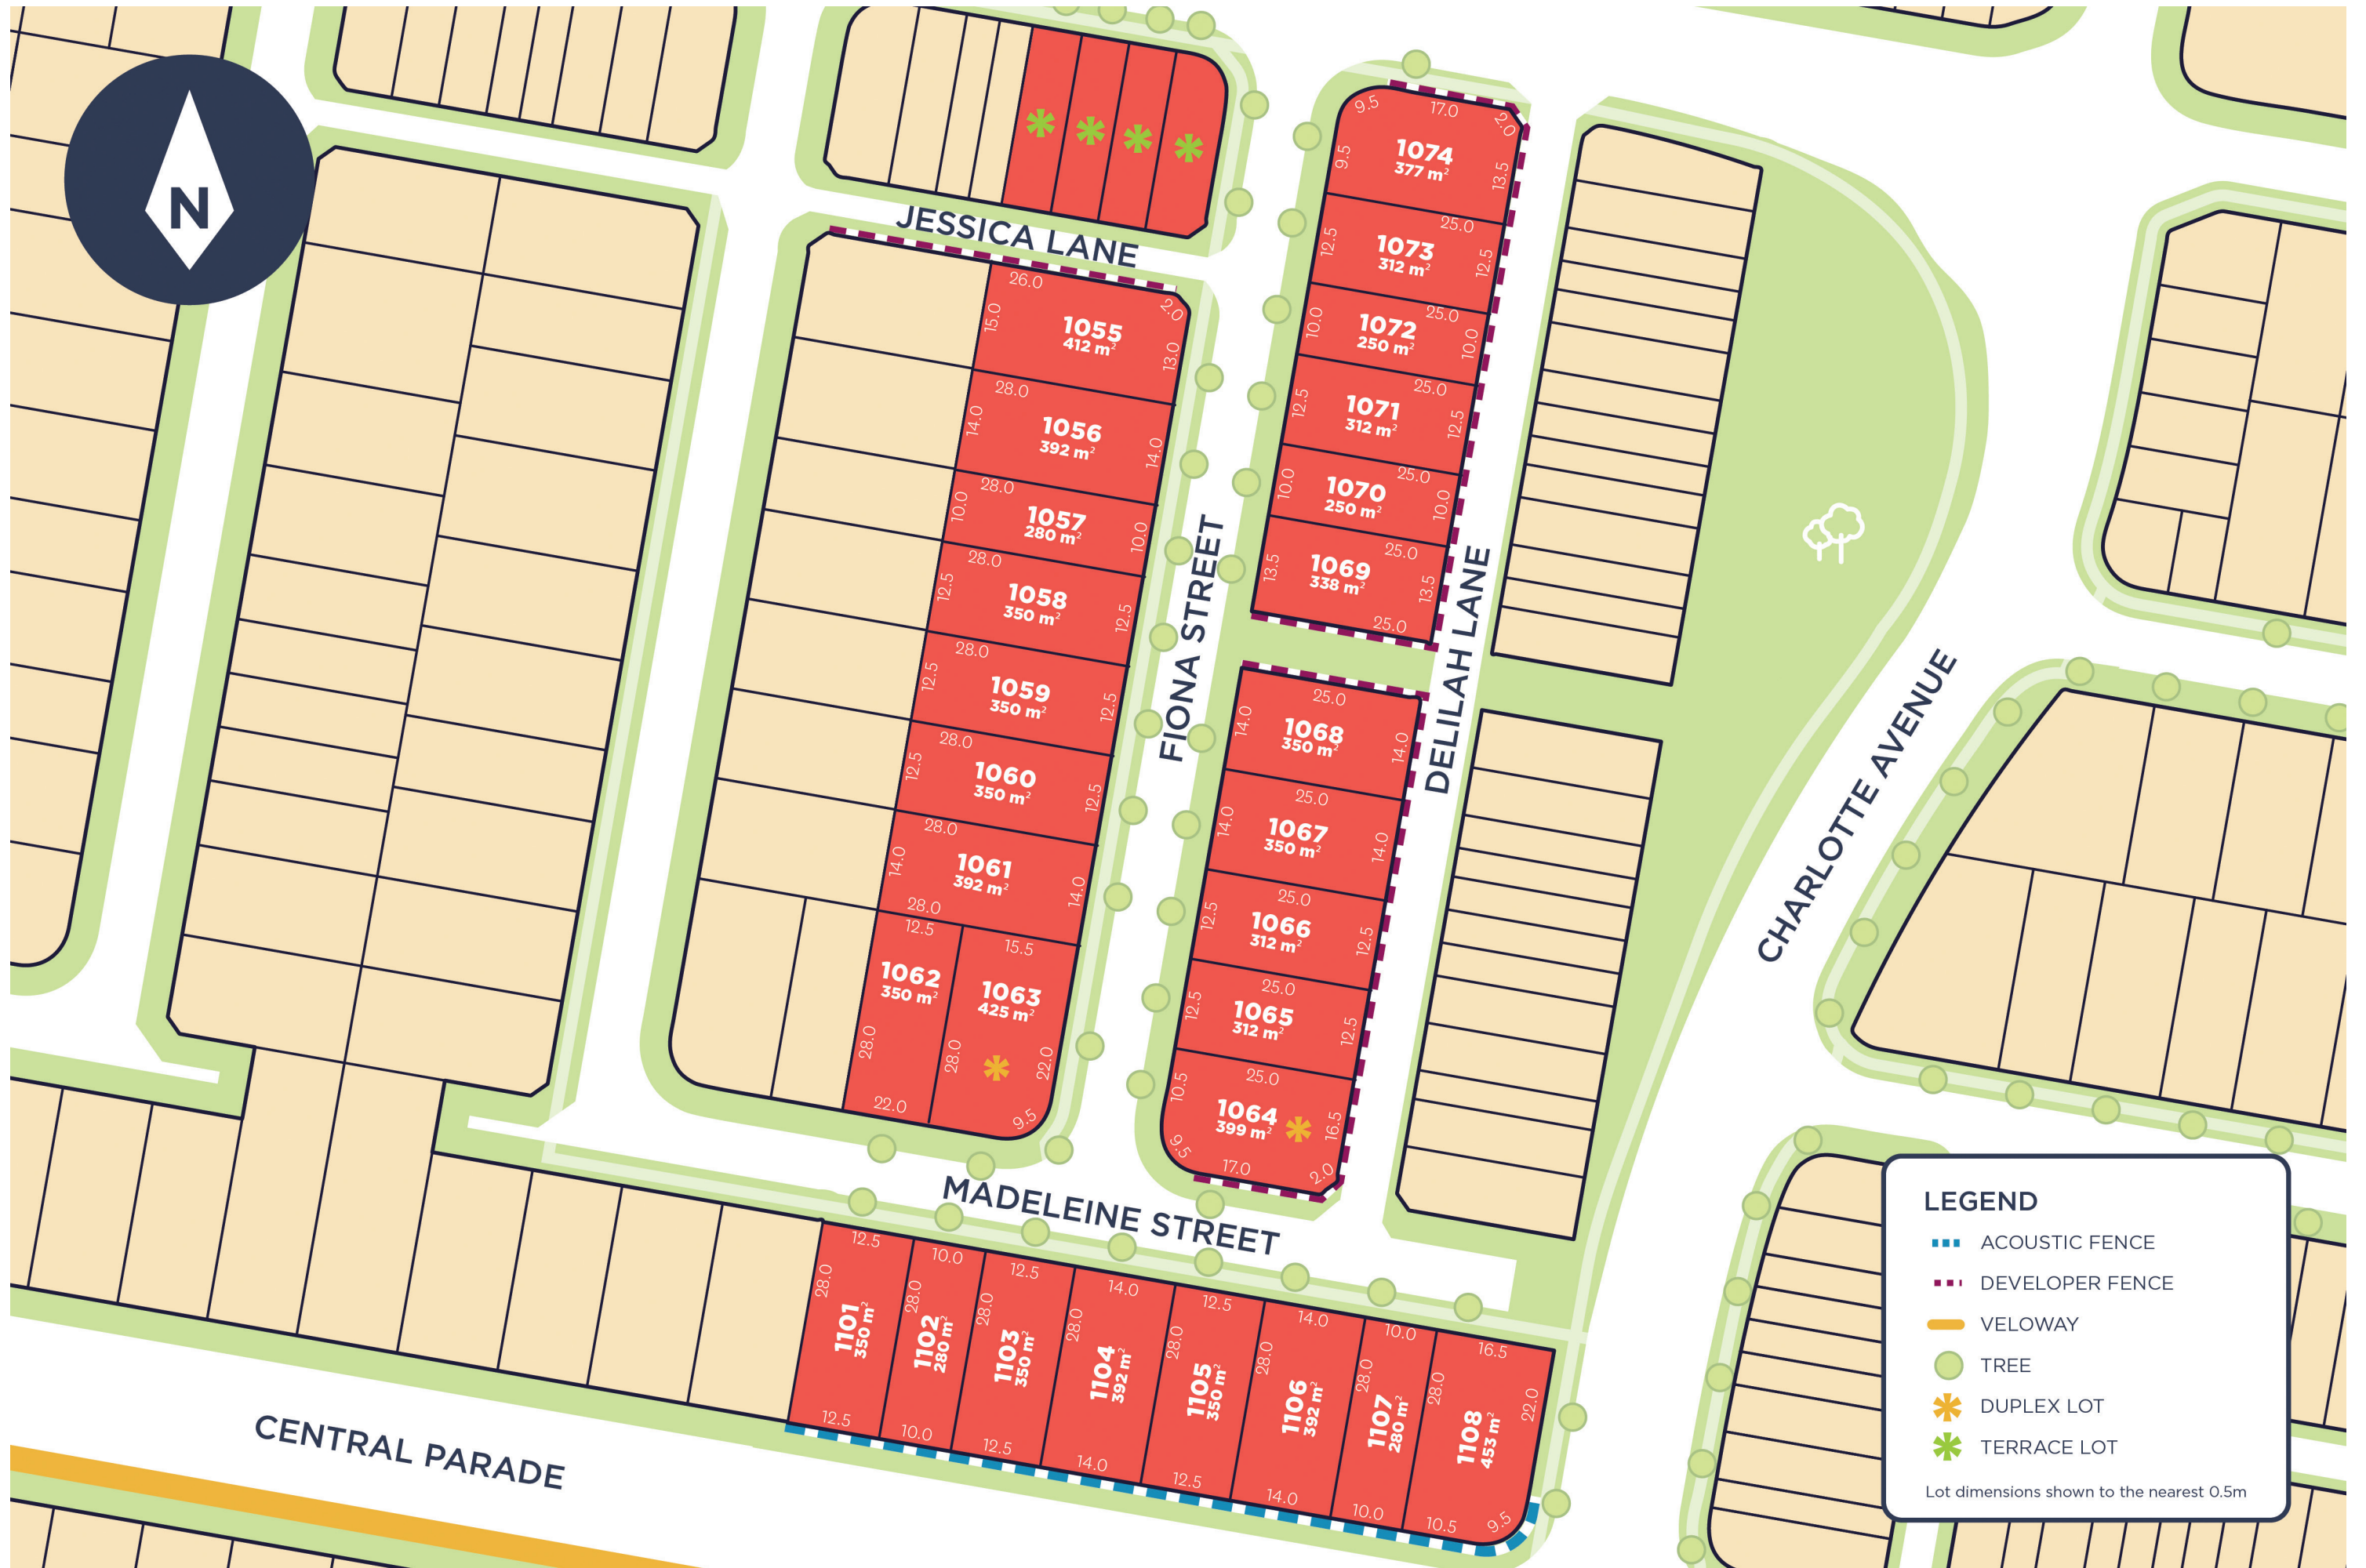 N
JESSICA LANE
26.0
2.0
15.0
1055
412 m²
13.0
28.0
14.0
1056
392 m²
14.0
28.0
10.0
1057
280 m²
10.0
28.0
12.5
1058
350 m²
12.5
28.0
12.5
1059
350 m²
12.5
28.0
12.5
1060
350 m²
12.5
28.0
14.0
1061
392 m²
14.0
28.0
12.5
1062
350 m²
28.0
22.0
15.5
1063
425 m²
28.0
22.0
9.5
FIONA STREET
9.5
17.0
2.0
9.5
1074
377 m²
13.5
25.0
12.5
1073
312 m²
12.5
25.0
10.0
1072
250 m²
10.0
25.0
12.5
1071
312 m²
12.5
25.0
10.0
1070
250 m²
10.0
25.0
13.5
1069
338 m²
13.5
25.0
DELILAH LANE
25.0
14.0
1068
350 m²
14.0
25.0
14.0
1067
350 m²
14.0
25.0
12.5
1066
312 m²
12.5
25.0
12.5
1065
312 m²
12.5
25.0
10.5
1064
399 m²
16.5
9.5
17.0
2.0
CHARLOTTE AVENUE
MADELEINE STREET
12.5
28.0
1101
350 m²
12.5
10.0
28.0
1102
280 m²
10.0
12.5
28.0
1103
350 m²
12.5
14.0
28.0
1104
392 m²
14.0
12.5
28.0
1105
350 m²
12.5
14.0
28.0
1106
392 m²
14.0
10.0
28.0
1107
280 m²
10.0
16.5
28.0
1108
453 m²
22.0
10.5
9.5
CENTRAL PARADE
LEGEND
ACOUSTIC FENCE
DEVELOPER FENCE
VELOWAY
TREE
DUPLEX LOT
TERRACE LOT
Lot dimensions shown to the nearest 0.5m